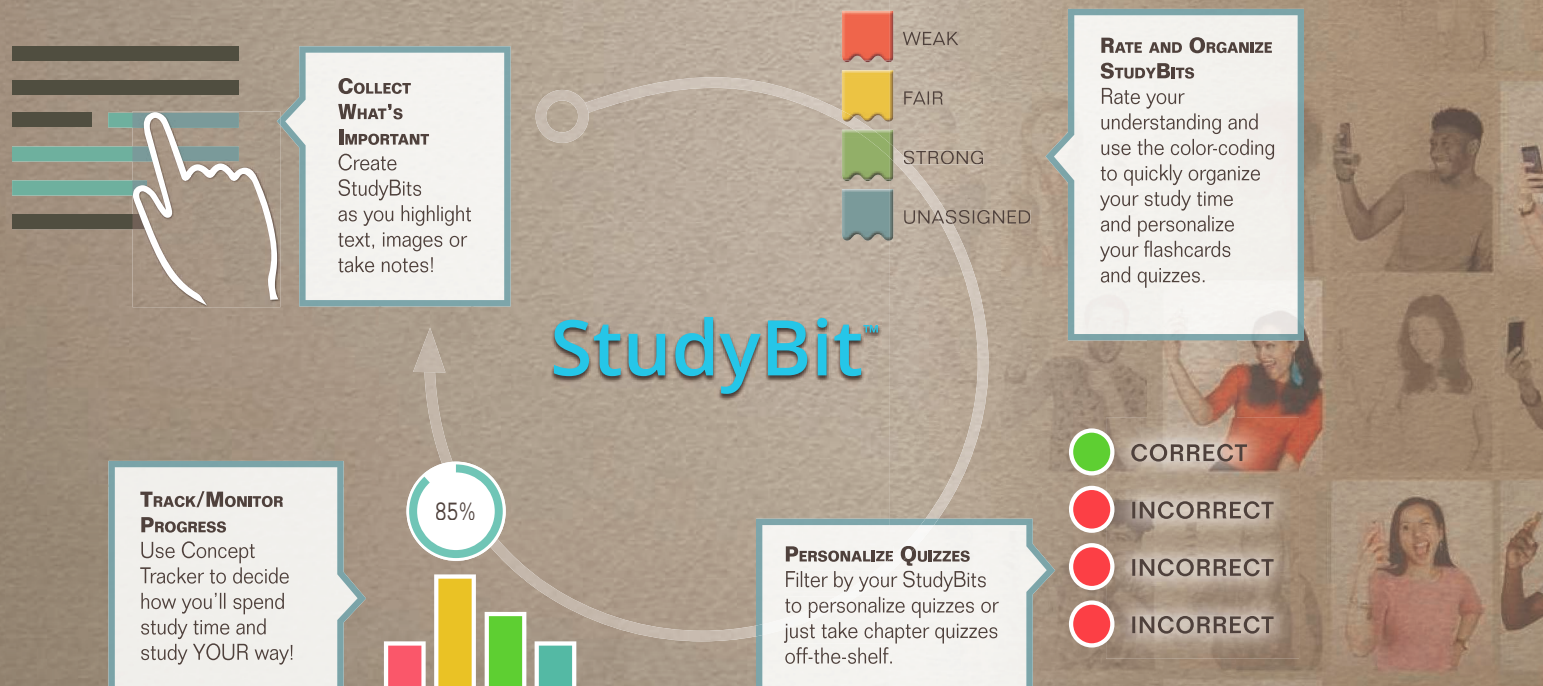 COLLECT
WHAT'S
IMPORTANT
Create
StudyBits
as you highlight
text, images or
take notes!
WEAK
FAIR
STRONG
UNASSIGNED
RATE AND ORGANIZE
STUDYBITS
Rate your
understanding and
use the color-coding
to quickly organize
your study time
and personalize
your flashcards
and quizzes.
StudyBit™
TRACK/MONITOR
PROGRESS
Use Concept
Tracker to decide
how you'll spend
study time and
study YOUR way!
85%
PERSONALIZE QUIZZES
Filter by your StudyBits
to personalize quizzes or
just take chapter quizzes
off-the-shelf.
CORRECT
INCORRECT
INCORRECT
INCORRECT